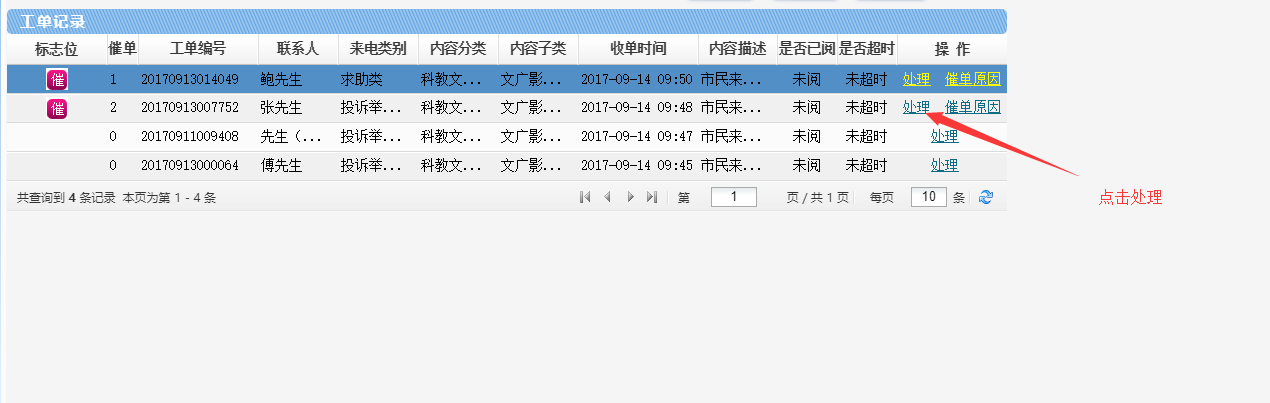 工单记录
标志位 催单 工单编号 联系人 来电类别 内容分类 内容子类 收单时间 内容描述 是否已阅 是否超时 操 作
催 1 20170913014049 鲍先生 求助类 科教文... 文广影... 2017-09-14 09:50 市民来... 未阅 未超时 处理 催单原因
催 2 20170913007752 张先生 投诉举... 科教文... 文广影... 2017-09-14 09:48 市民来... 未阅 未超时 处理 催单原因
0 20170911009408 先生（... 投诉举... 科教文... 文广影... 2017-09-14 09:47 市民来... 未阅 未超时 处理
0 20170913000064 傅先生 投诉举... 科教文... 文广影... 2017-09-14 09:45 市民来... 未阅 未超时 处理
共查询到 4 条记录 本页为第 1 - 4 条 第 1 页 / 共 1 页 每页 10 条
点击处理